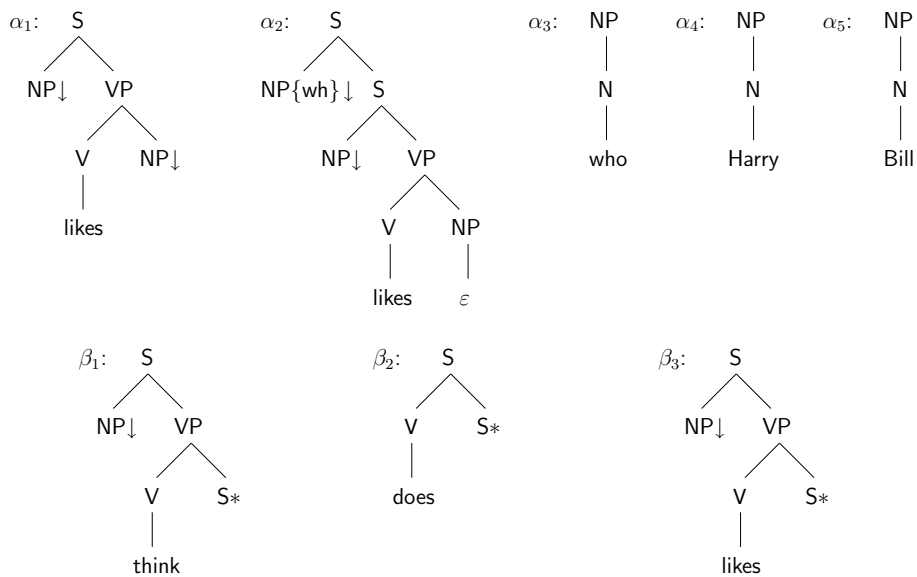 α₁: S α₂: S α₃: NP α₄: NP α₅: NP
NP↓ VP NP{wh}↓ S N N N
V NP↓ NP↓ VP who Harry Bill
likes V NP
likes ε
β₁: S β₂: S β₃: S
NP↓ VP V S∗ NP↓ VP
V S∗ does V S∗
think likes